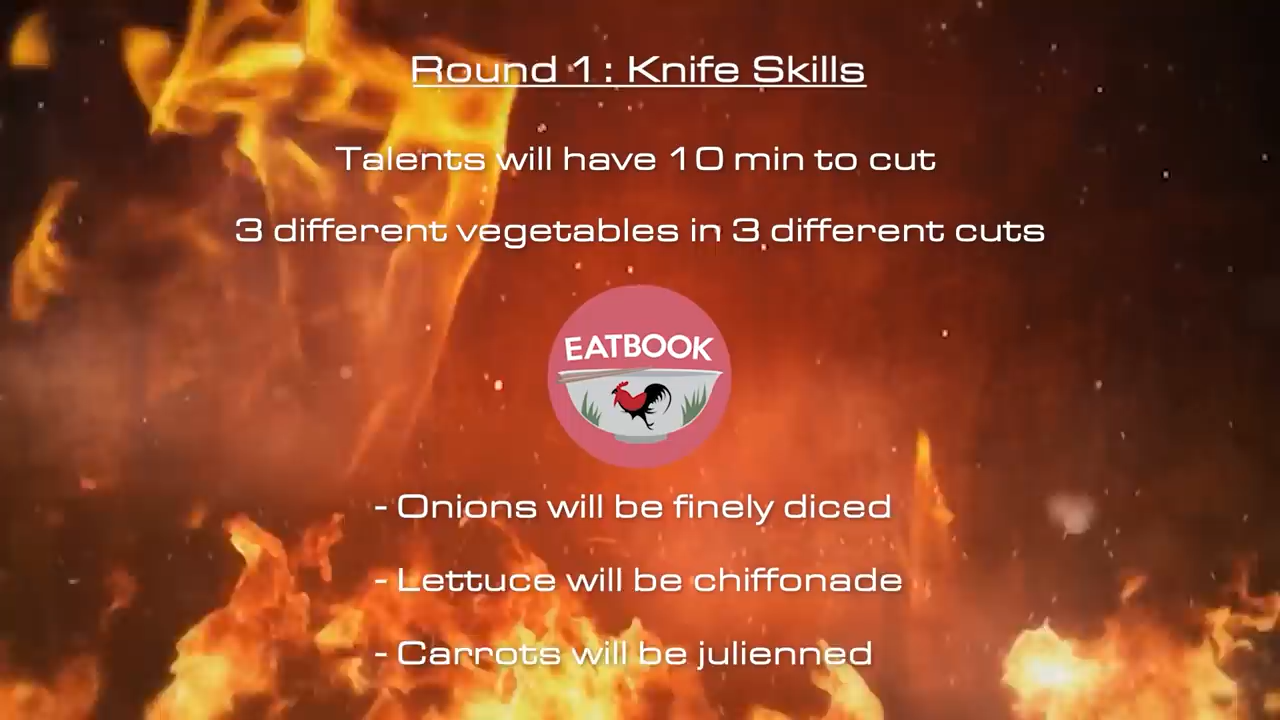 Round 1: Knife Skills
Talents will have 10 min to cut
3 different vegetables in 3 different cuts
EATBOOK
- Onions will be finely diced
- Lettuce will be chiffonade
- Carrots will be julienned